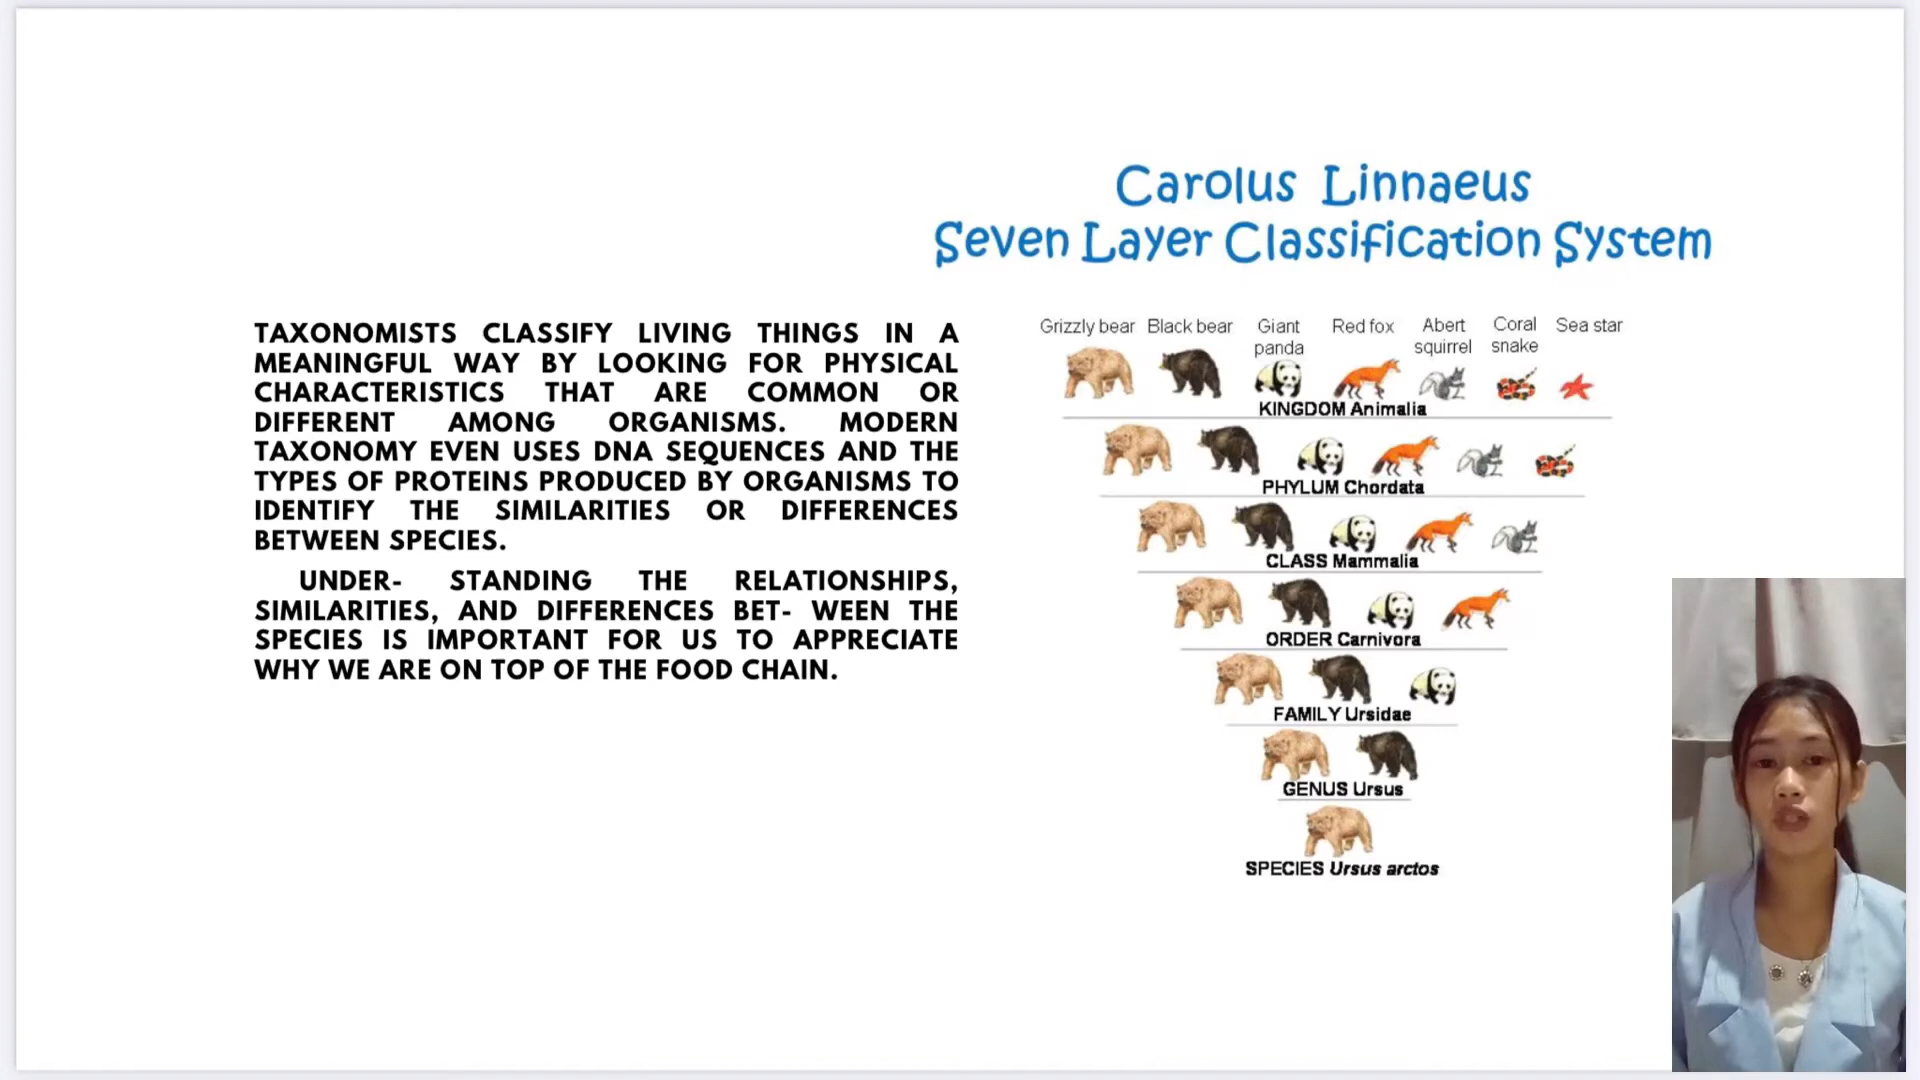 Carolus Linnaeus
Seven Layer Classification System
TAXONOMISTS CLASSIFY LIVING THINGS IN A
MEANINGFUL WAY BY LOOKING FOR PHYSICAL
CHARACTERISTICS THAT ARE COMMON OR
DIFFERENT AMONG ORGANISMS. MODERN
TAXONOMY EVEN USES DNA SEQUENCES AND THE
TYPES OF PROTEINS PRODUCED BY ORGANISMS TO
IDENTIFY THE SIMILARITIES OR DIFFERENCES
BETWEEN SPECIES.
UNDER- STANDING THE RELATIONSHIPS,
SIMILARITIES, AND DIFFERENCES BET- WEEN THE
SPECIES IS IMPORTANT FOR US TO APPRECIATE
WHY WE ARE ON TOP OF THE FOOD CHAIN.
Grizzly bear Black bear Giant panda Red fox Abert squirrel Coral snake Sea star
KINGDOM Animalia
PHYLUM Chordata
CLASS Mammalia
ORDER Carnivora
FAMILY Ursidae
GENUS Ursus
SPECIES Ursus arctos